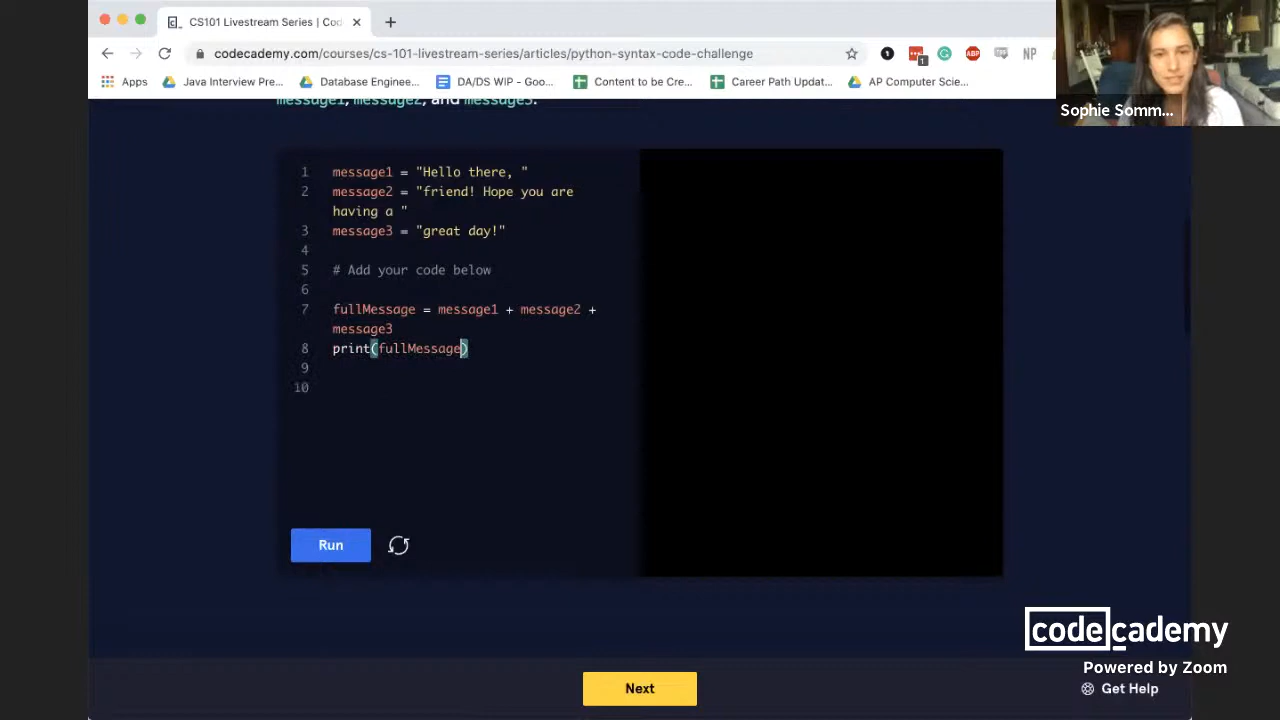 CS101 Livestream Series | Cod
codecademy.com/courses/cs-101-livestream-series/articles/python-syntax-code-challenge
1
1
ABP
NP
Apps
Java Interview Pre...
Database Enginee...
DA/DS WIP - Goo...
Content to be Cre...
Career Path Updat...
AP Computer Scie...
Sophie Somm...
message1, message2, and message3.
1 message1 = "Hello there, "
2 message2 = "friend! Hope you are
having a "
3 message3 = "great day!"
4
5 # Add your code below
6
7 fullMessage = message1 + message2 +
message3
8 print(fullMessage)
9
10
Run
codecademy
Powered by Zoom
Next
Get Help